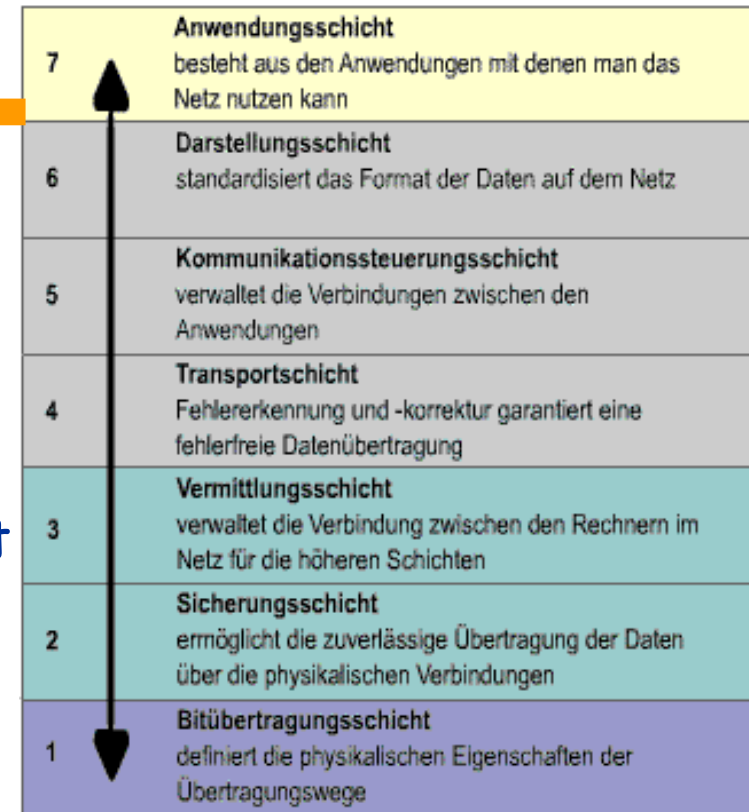 7
Anwendungsschicht
besteht aus den Anwendungen mit denen man das
Netz nutzen kann
6
Darstellungsschicht
standardisiert das Format der Daten auf dem Netz
5
Kommunikationssteuerungsschicht
verwaltet die Verbindungen zwischen den
Anwendungen
4
Transportschicht
Fehlererkennung und -korrektur garantiert eine
fehlerfreie Datenübertragung
3
Vermittlungsschicht
verwaltet die Verbindung zwischen den Rechnern im
Netz für die höheren Schichten
2
Sicherungsschicht
ermöglicht die zuverlässige Übertragung der Daten
über die physikalischen Verbindungen
1
Bitübertragungsschicht
definiert die physikalischen Eigenschaften der
Übertragungswege